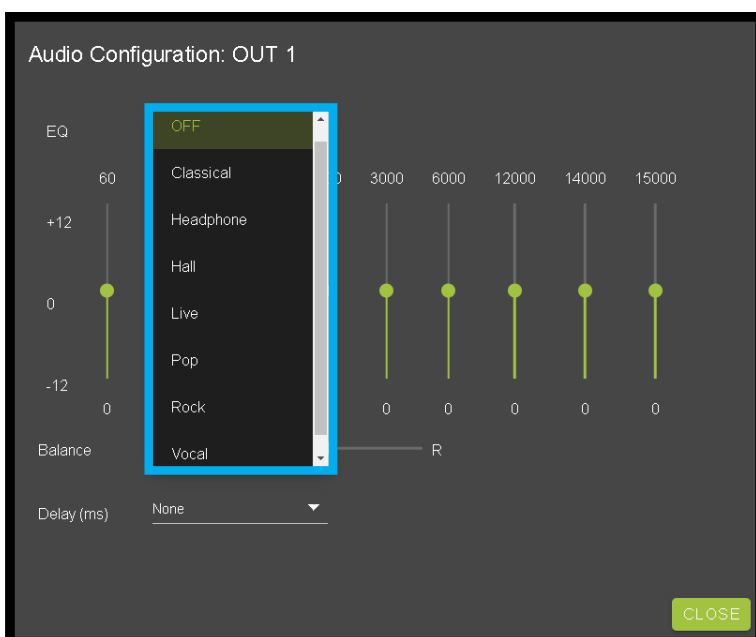 Audio Configuration: OUT 1
EQ
OFF
Classical
Headphone
Hall
Live
Pop
Rock
Vocal
60 3000 6000 12000 14000 15000
+12
0
-12
0 0 0 0 0 0
Balance R
Delay (ms) None
CLOSE